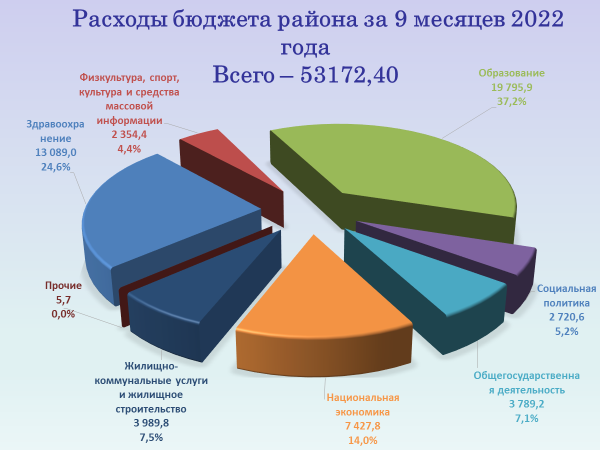 Расходы бюджета района за 9 месяцев 2022
года
Всего – 53172,40
Образование
19 795,9
37,2%
Физкультура, спорт,
культура и средства
массовой
информации
2 354,4
4,4%
Здравоохра
нение
13 089,0
24,6%
Прочие
5,7
0,0%
Социальная
политика
2 720,6
5,2%
Общегосударственна
я деятельность
3 789,2
7,1%
Национальная
экономика
7 427,8
14,0%
Жилищно-
коммунальные услуги
и жилищное
строительство
3 989,8
7,5%